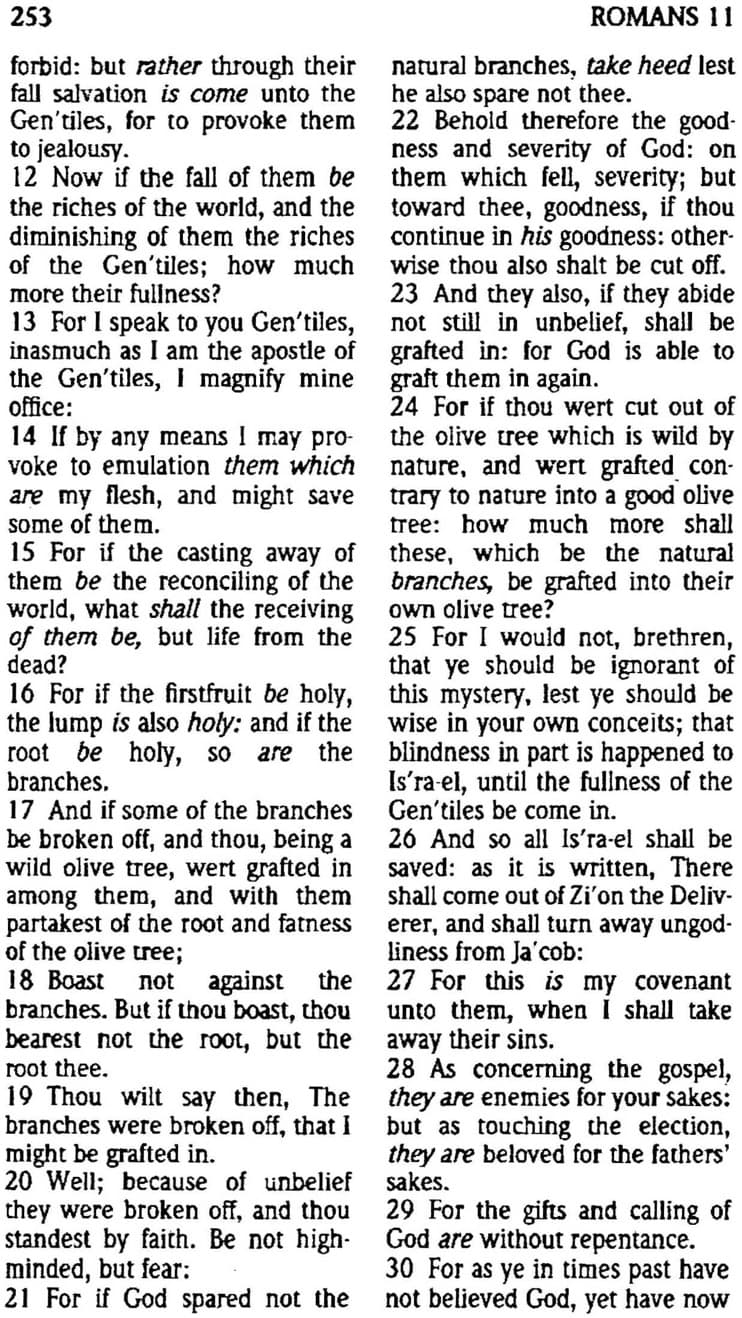 253
ROMANS 11
forbid: but rather through their
fall salvation is come unto the
Gen'tiles, for to provoke them
to jealousy.
12 Now if the fall of them be
the riches of the world, and the
diminishing of them the riches
of the Gen'tiles; how much
more their fullness?
13 For I speak to you Gen'tiles,
inasmuch as I am the apostle of
the Gen'tiles, I magnify mine
office:
14 If by any means I may pro-
voke to emulation them which
are my flesh, and might save
some of them.
15 For if the casting away of
them be the reconciling of the
world, what shall the receiving
of them be, but life from the
dead?
16 For if the firstfruit be holy,
the lump is also holy: and if the
root be holy, so are the
branches.
17 And if some of the branches
be broken off, and thou, being a
wild olive tree, wert grafted in
among them, and with them
partakest of the root and fatness
of the olive tree;
18 Boast not against the
branches. But if thou boast, thou
bearest not the root, but the
root thee.
19 Thou wilt say then, The
branches were broken off, that I
might be grafted in.
20 Well; because of unbelief
they were broken off, and thou
standest by faith. Be not high-
minded, but fear:
21 For if God spared not the
natural branches, take heed lest
he also spare not thee.
22 Behold therefore the good-
ness and severity of God: on
them which fell, severity; but
toward thee, goodness, if thou
continue in his goodness: other-
wise thou also shalt be cut off.
23 And they also, if they abide
not still in unbelief, shall be
grafted in: for God is able to
graft them in again.
24 For if thou wert cut out of
the olive tree which is wild by
nature, and wert grafted con-
trary to nature into a good olive
tree: how much more shall
these, which be the natural
branches, be grafted into their
own olive tree?
25 For I would not, brethren,
that ye should be ignorant of
this mystery, lest ye should be
wise in your own conceits; that
blindness in part is happened to
Is'ra-el, until the fullness of the
Gen'tiles be come in.
26 And so all Is'ra-el shall be
saved: as it is written, There
shall come out of Zi'on the Deliv-
erer, and shall turn away ungod-
liness from Ja'cob:
27 For this is my covenant
unto them, when I shall take
away their sins.
28 As concerning the gospel,
they are enemies for your sakes:
but as touching the election,
they are beloved for the fathers'
sakes.
29 For the gifts and calling of
God are without repentance.
30 For as ye in times past have
not believed God, yet have now